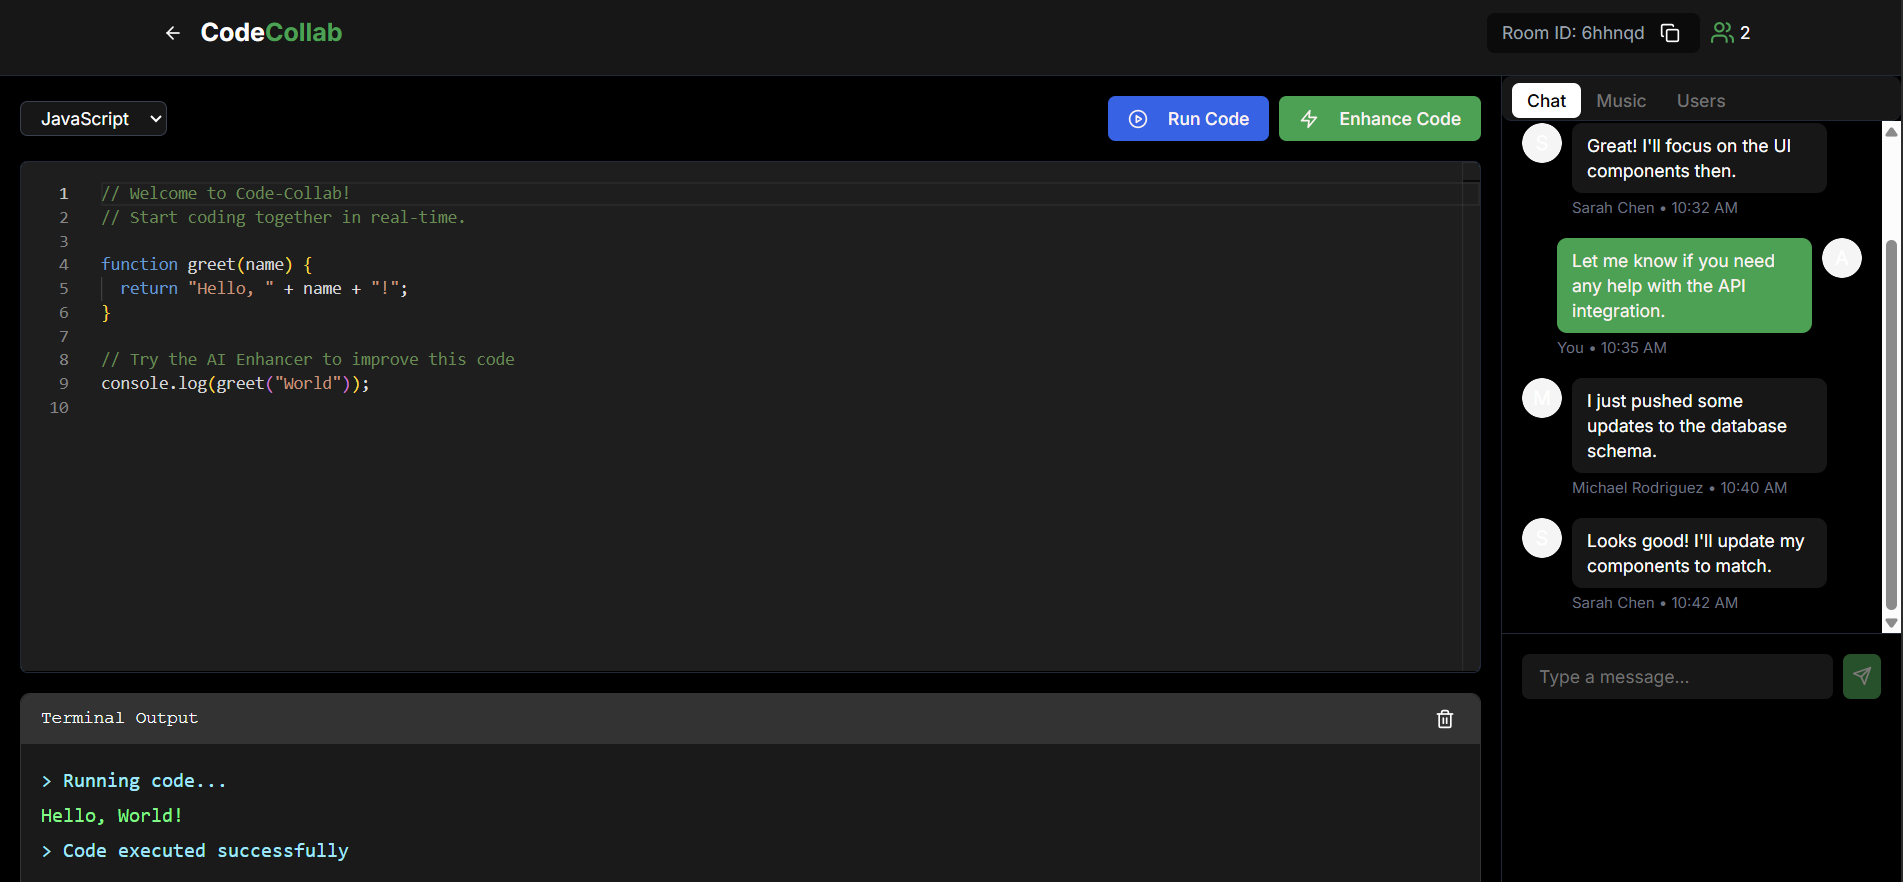 CodeCollab
Room ID: 6hhnqd
2
JavaScript
Run Code
Enhance Code
1 // Welcome to Code-Collab!
2 // Start coding together in real-time.
3
4 function greet(name) {
5 return "Hello, " + name + "!";
6 }
7
8 // Try the AI Enhancer to improve this code
9 console.log(greet("World"));
10
Terminal Output
> Running code...
Hello, World!
> Code executed successfully
Chat Music Users
S
Great! I'll focus on the UI
components then.
Sarah Chen • 10:32 AM
Let me know if you need
any help with the API
integration.
A
You • 10:35 AM
M
I just pushed some
updates to the database
schema.
Michael Rodriguez • 10:40 AM
S
Looks good! I'll update my
components to match.
Sarah Chen • 10:42 AM
Type a message...